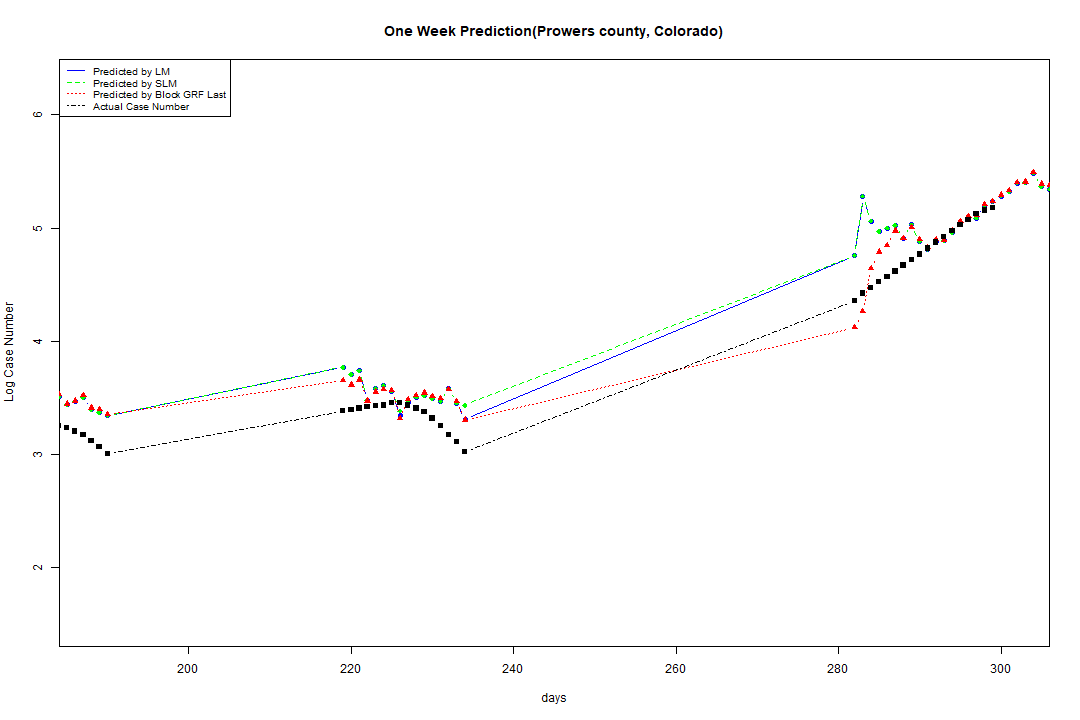 One Week Prediction(Prowers county, Colorado)
Predicted by LM
Predicted by SLM
Predicted by Block GRF Last
Actual Case Number
6
5
4
3
2
Log Case Number
200 220 240 260 280 300
days